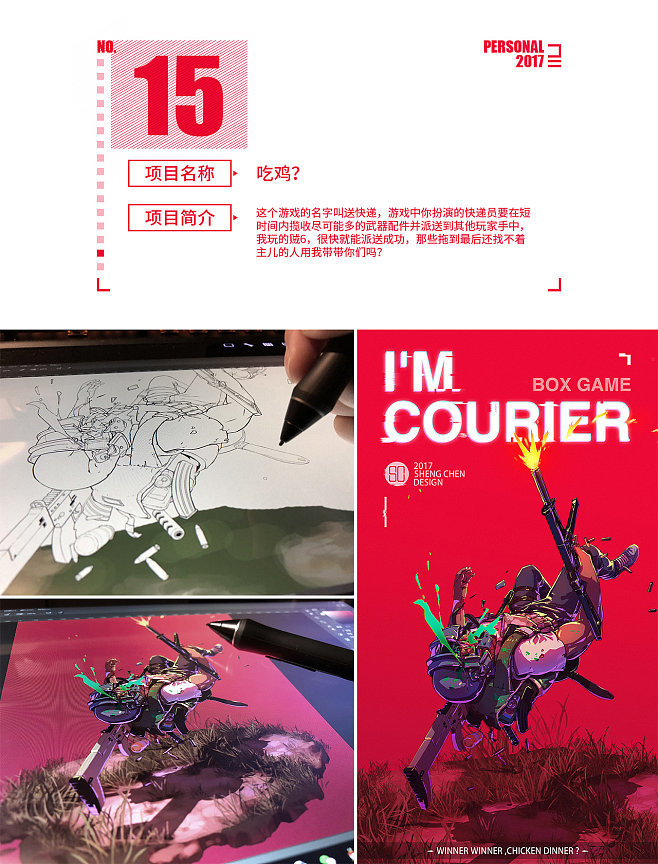 NO.
15
PERSONAL
2017
项目名称
吃鸡？
项目简介
这个游戏的名字叫送快递，游戏中你扮演的快递员要在短
时间内揽收尽可能多的武器配件并派送到其他玩家手中，
我玩的贼6，很快就能派送成功，那些拖到最后还找不着
主儿的人用我带带你们吗？
I'M
BOX GAME
COURIER
SD
2017
SHENG CHEN
DESIGN
– WINNER WINNER ,CHICKEN DINNER ? –